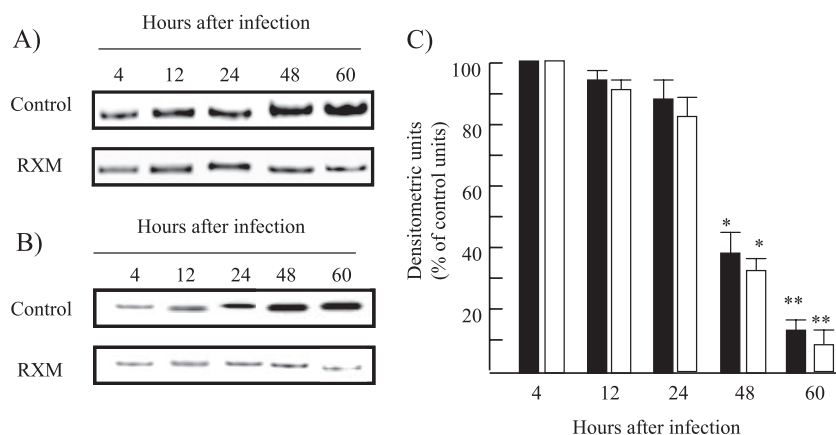 A)
Hours after infection
4 12 24 48 60
Control
RXM
B)
Hours after infection
4 12 24 48 60
Control
RXM
C)
Densitometric units
(% of control units)
100
80
60
40
20
* *
** **
4 12 24 48 60
Hours after infection